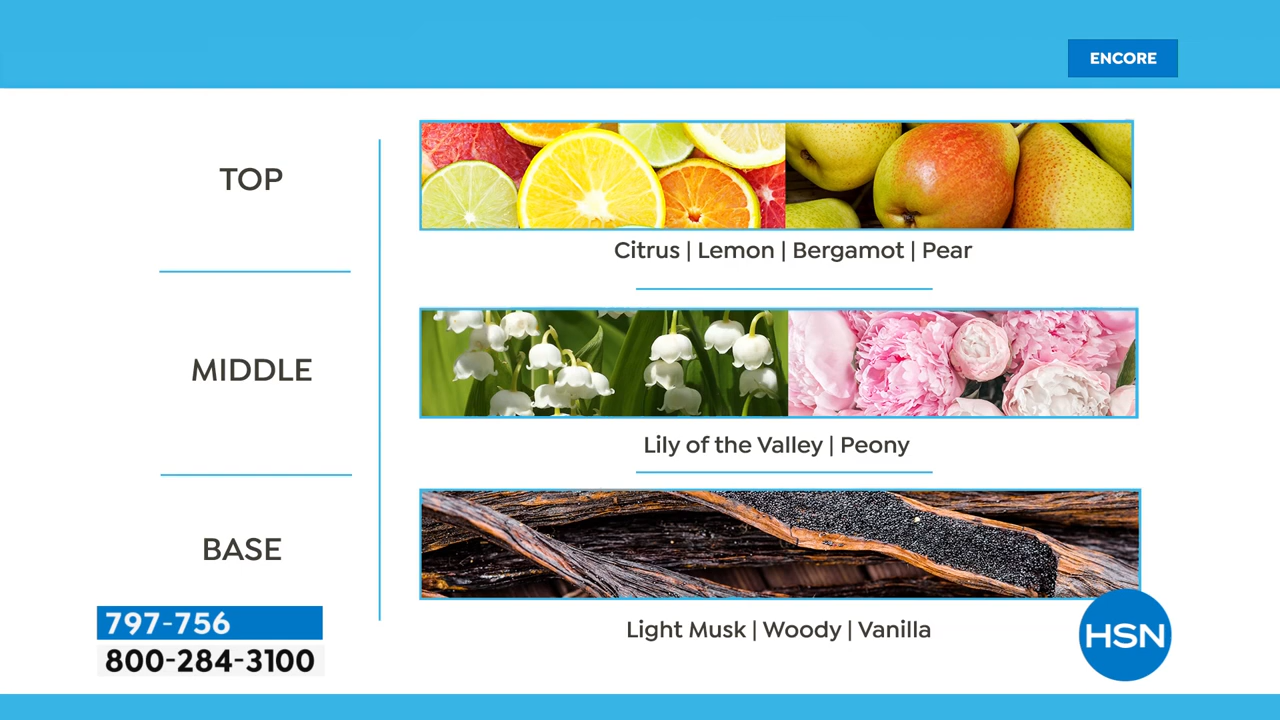 ENCORE
TOP
Citrus | Lemon | Bergamot | Pear
MIDDLE
Lily of the Valley | Peony
BASE
Light Musk | Woody | Vanilla
797-756
800-284-3100
HSN